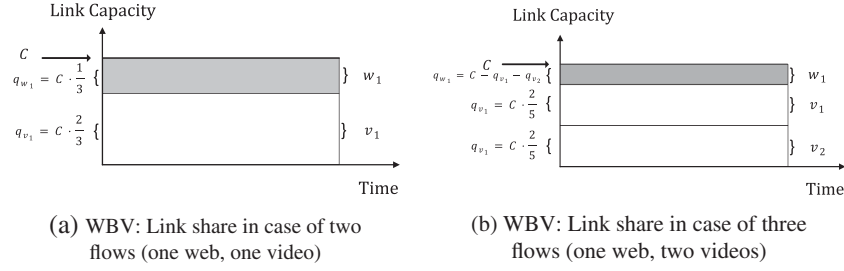 Link Capacity
C
q_{w_1} = C · 1/3 { } w_1
q_{v_1} = C · 2/3 { } v_1
Time
(a) WBV: Link share in case of two
flows (one web, one video)
Link Capacity
C
q_{w_1} = C − q_{v_1} − q_{v_2} { } w_1
q_{v_1} = C · 2/5 { } v_1
q_{v_1} = C · 2/5 { } v_2
Time
(b) WBV: Link share in case of three
flows (one web, two videos)